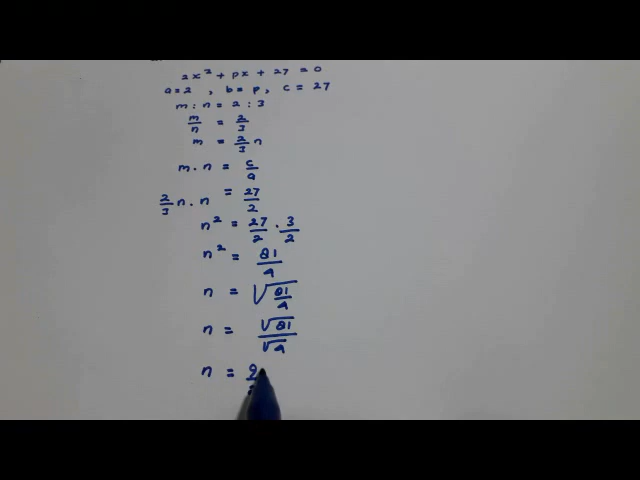 2x² + px + 27 = 0
a=2 , b=p, c=27
m:n = 2:3
m/n = 2/3
m = 2/3 n
m.n = c/a
2/3 n.n = 27/2
n² = 27/2 . 3/2
n² = 81/4
n = √(81/4)
n = √81/√4
n = 9